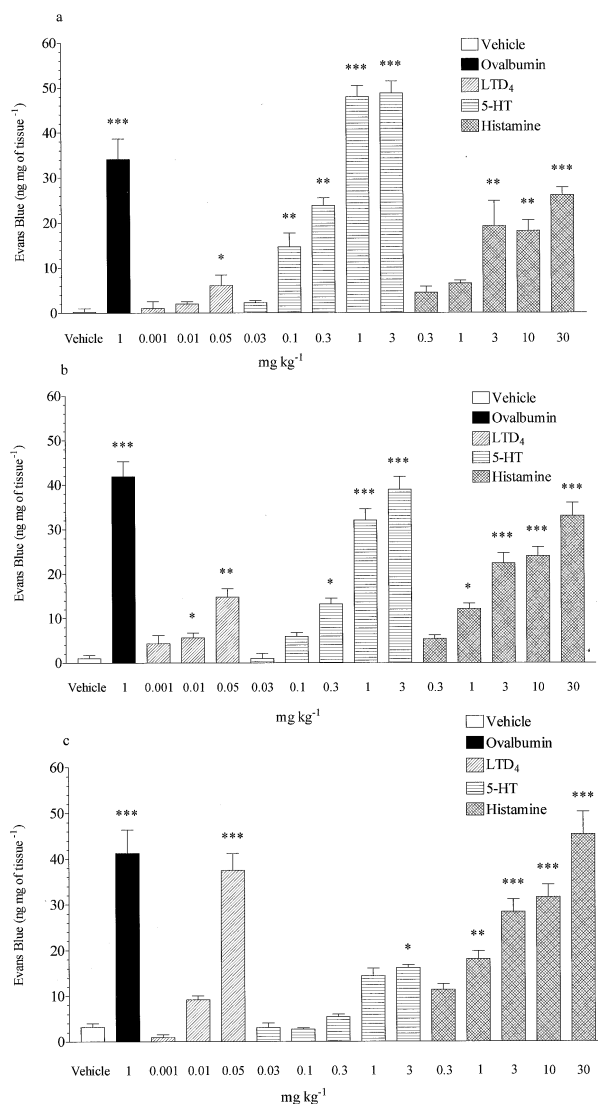 a
60
50
40
30
20
10
0
Evans Blue (ng mg of tissue -1)
Vehicle
Ovalbumin
LTD4
5-HT
Histamine
***
*
**
**
***
***
**
**
***
Vehicle 1 0.001 0.01 0.05 0.03 0.1 0.3 1 3 0.3 1 3 10 30
mg kg-1
b
60
50
40
30
20
10
0
Evans Blue (ng mg of tissue-1)
Vehicle
Ovalbumin
LTD4
5-HT
Histamine
***
*
**
*
***
***
*
***
***
***
Vehicle 1 0.001 0.01 0.05 0.03 0.1 0.3 1 3 0.3 1 3 10 30
mg kg-1
c
60
50
40
30
20
10
0
Evans Blue (ng mg of tissue -1)
Vehicle
Ovalbumin
LTD4
5-HT
Histamine
***
***
*
**
***
***
***
Vehicle 1 0.001 0.01 0.05 0.03 0.1 0.3 1 3 0.3 1 3 10 30
mg kg-1